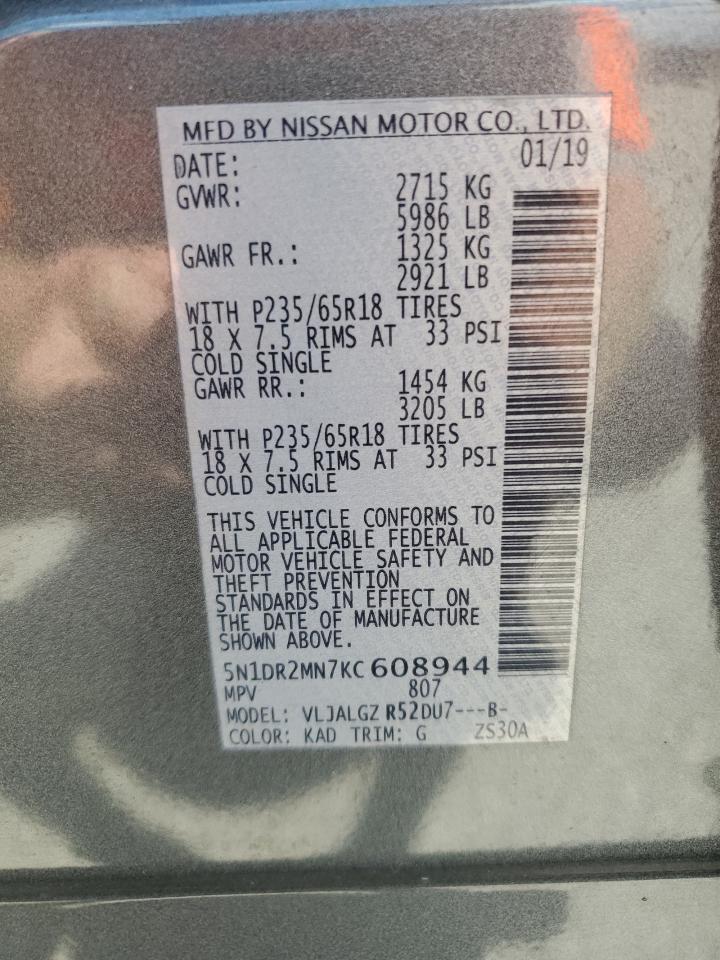 MFD BY NISSAN MOTOR CO., LTD.
DATE: 01/19
GVWR: 2715 KG
5986 LB
GAWR FR.: 1325 KG
2921 LB
WITH P235/65R18 TIRES
18 X 7.5 RIMS AT 33 PSI
COLD SINGLE
GAWR RR.: 1454 KG
3205 LB
WITH P235/65R18 TIRES
18 X 7.5 RIMS AT 33 PSI
COLD SINGLE
THIS VEHICLE CONFORMS TO
ALL APPLICABLE FEDERAL
MOTOR VEHICLE SAFETY AND
THEFT PREVENTION
STANDARDS IN EFFECT ON
THE DATE OF MANUFACTURE
SHOWN ABOVE.
5N1DR2MN7KC 608944
MPV 807
MODEL: VLJALGZ R52DU7---B-
COLOR: KAD TRIM: G ZS30A